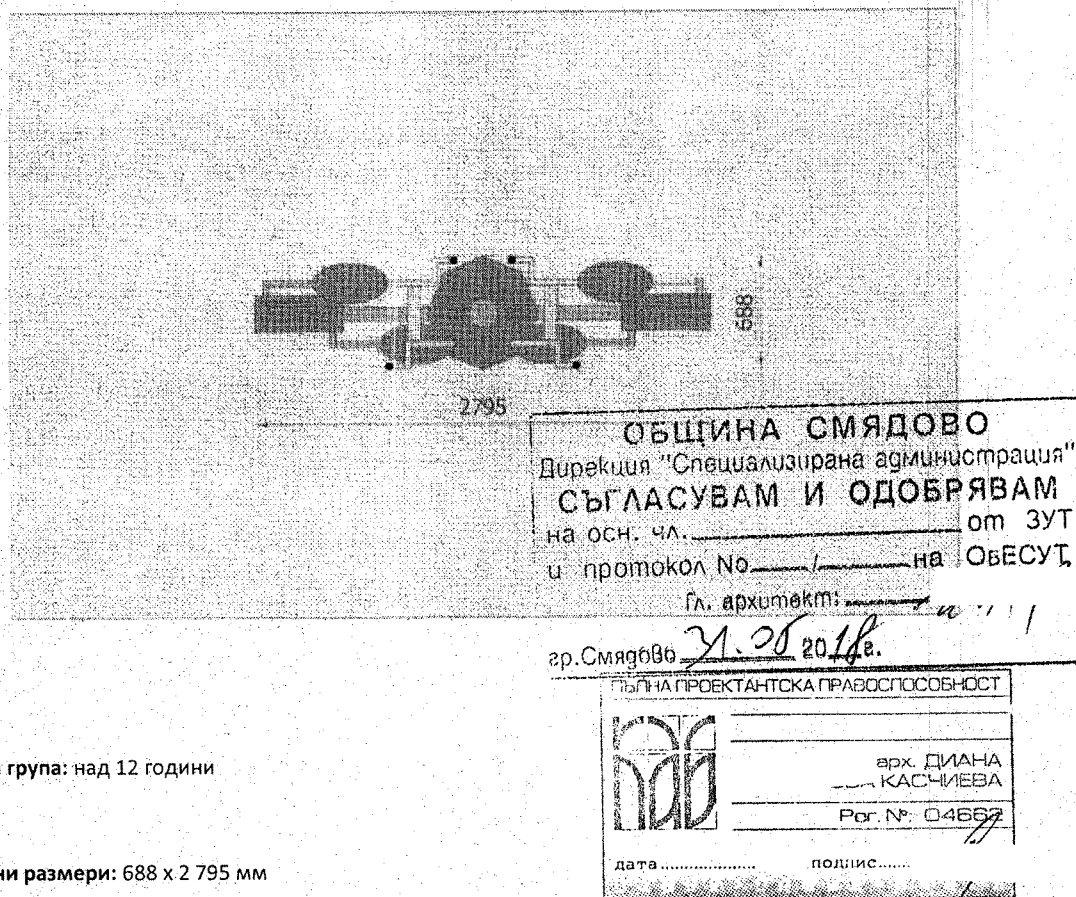 688
2795
ОБЩИНА СМЯДОВО
Дирекция "Специализирана администрация"
СЪГЛАСУВАМ И ОДОБРЯВАМ
на осн. чл. от ЗУТ
и протокол No / на ОбЕСУТ,
Гл. архитект:
гр.Смядово 2018г.
ПЪЛНА ПРОЕКТАНТСКА ПРАВОСПОСОБНОСТ
арх. ДИАНА
КАСЧИЕВА
Рег. №: 04662
дата.................. подпис.......
група: над 12 години
ни размери: 688 x 2 795 мм